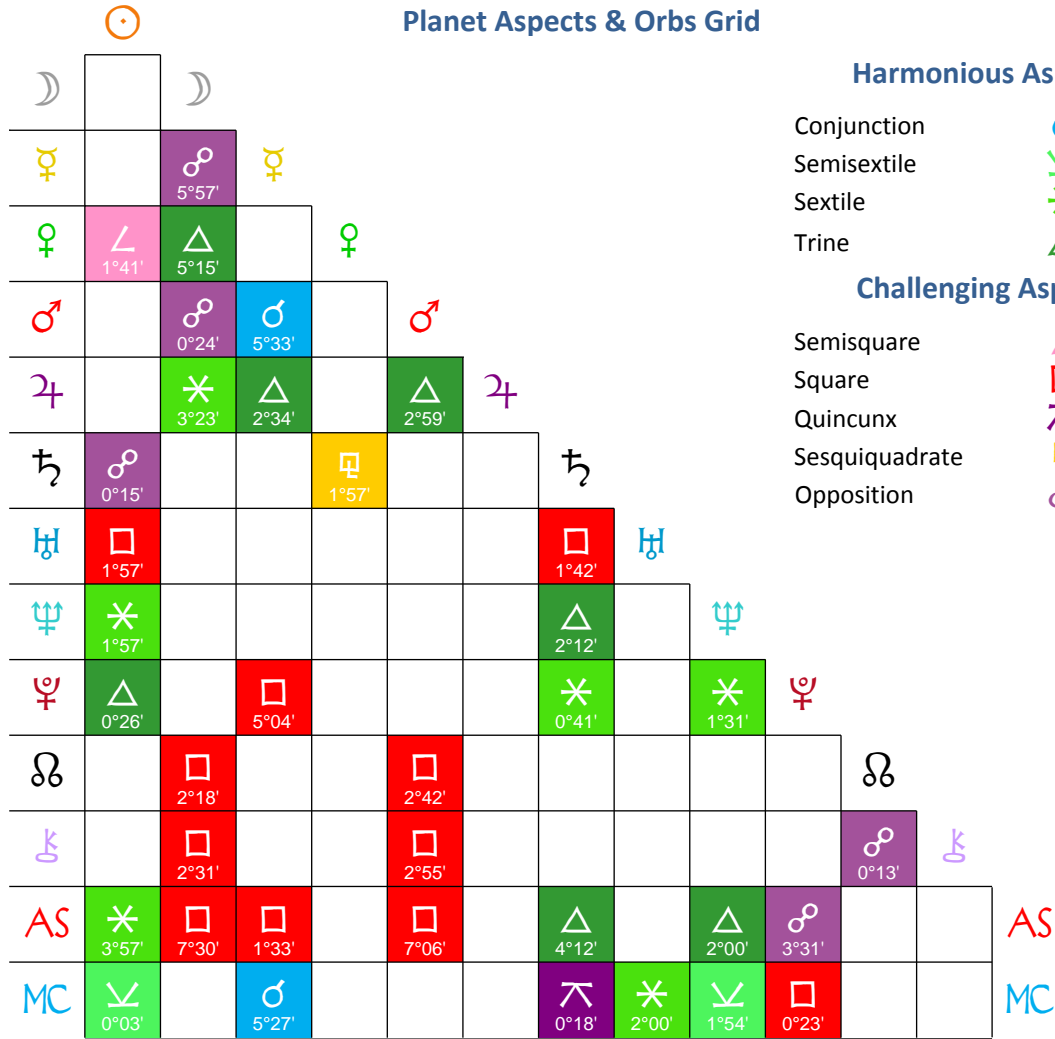 Planet Aspects & Orbs Grid
Harmonious As
Conjunction
Semisextile
Sextile
Trine
Challenging Asp
Semisquare
Square
Quincunx
Sesquiquadrate
Opposition
☉
☽ ☽
☿ ☍ 5°57' ☿
♀ ∠ 1°41' △ 5°15' ♀
♂ ☍ 0°24' ☌ 5°33' ♂
♃ ⚹ 3°23' △ 2°34' △ 2°59' ♃
♄ ☍ 0°15' ⚼ 1°57' ♄
♅ □ 1°57' □ 1°42' ♅
♆ ⚹ 1°57' △ 2°12' ♆
♇ △ 0°26' □ 5°04' ⚹ 0°41' ⚹ 1°31' ♇
☊ □ 2°18' □ 2°42' ☊
⚷ □ 2°31' □ 2°55' ☍ 0°13' ⚷
AS ⚹ 3°57' □ 7°30' □ 1°33' □ 7°06' △ 4°12' △ 2°00' ☍ 3°31' AS
MC ⚺ 0°03' ☌ 5°27' ⚻ 0°18' ⚹ 2°00' ⚺ 1°54' □ 0°23' MC